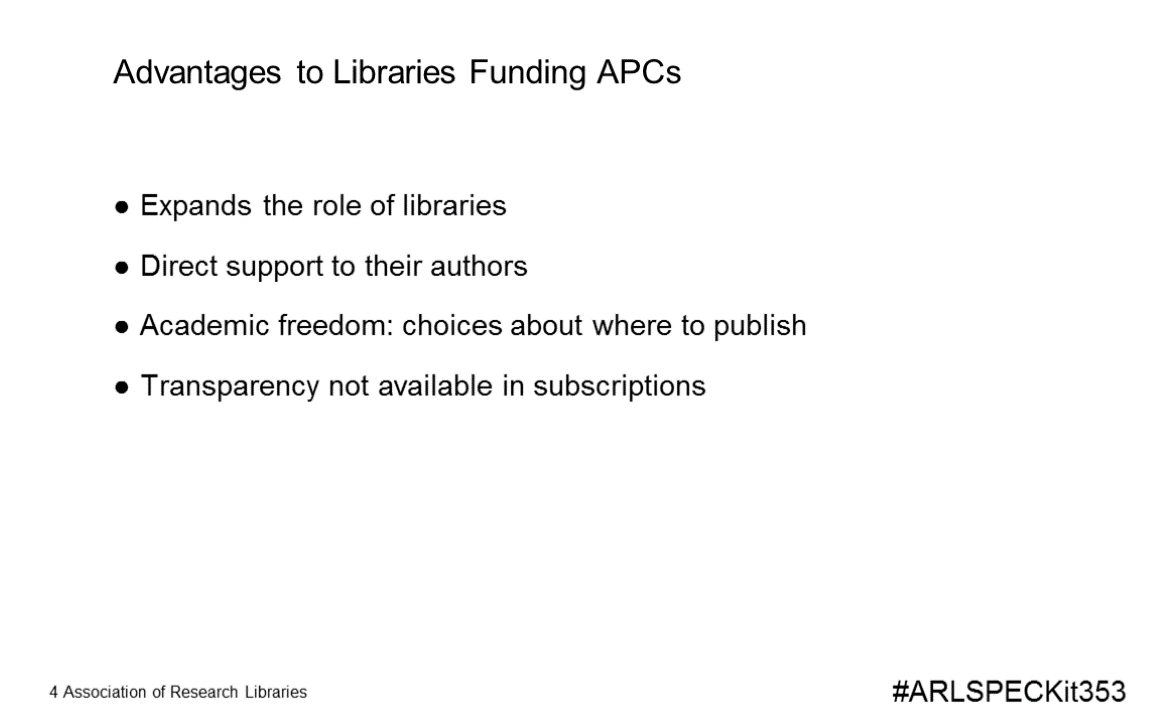 Advantages to Libraries Funding APCs
● Expands the role of libraries
● Direct support to their authors
● Academic freedom: choices about where to publish
● Transparency not available in subscriptions
4 Association of Research Libraries
#ARLSPECKit353